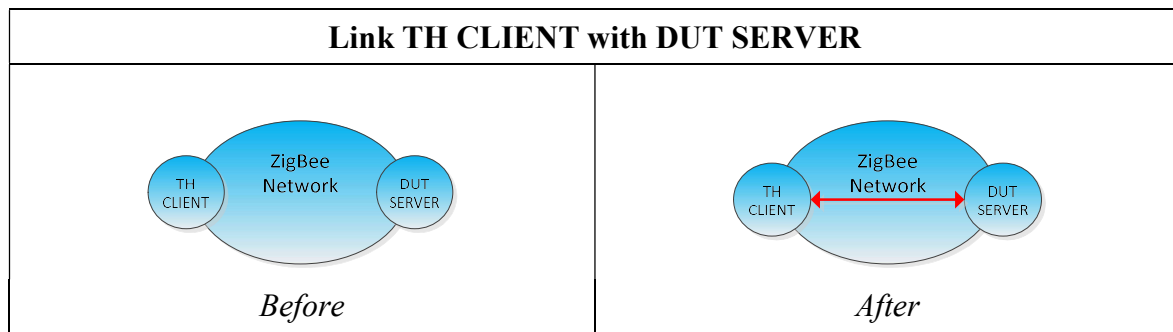 Link TH CLIENT with DUT SERVER
ZigBee
Network
TH
CLIENT
DUT
SERVER
Before
ZigBee
Network
TH
CLIENT
DUT
SERVER
After